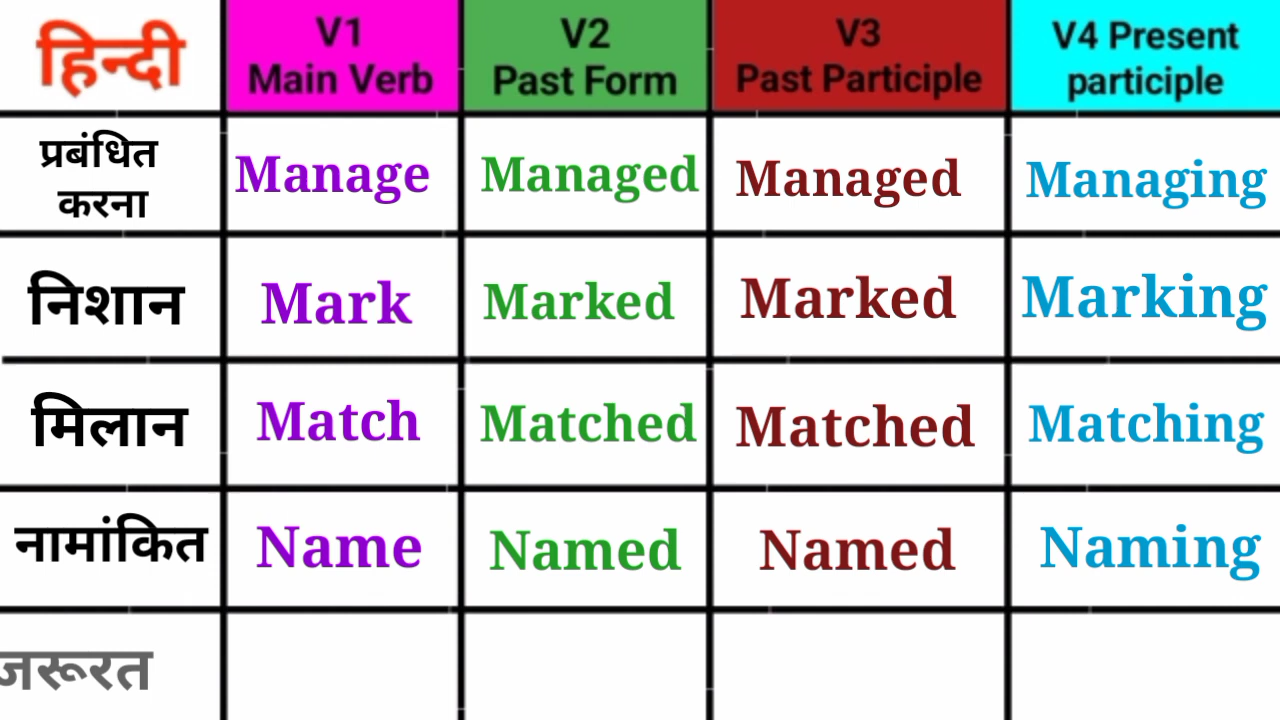 हिन्दी
V1
Main Verb
V2
Past Form
V3
Past Participle
V4 Present
participle
प्रबंधित
करना
Manage
Managed
Managed
Managing
निशान
Mark
Marked
Marked
Marking
मिलान
Match
Matched
Matched
Matching
नामांकित
Name
Named
Named
Naming
जरूरत